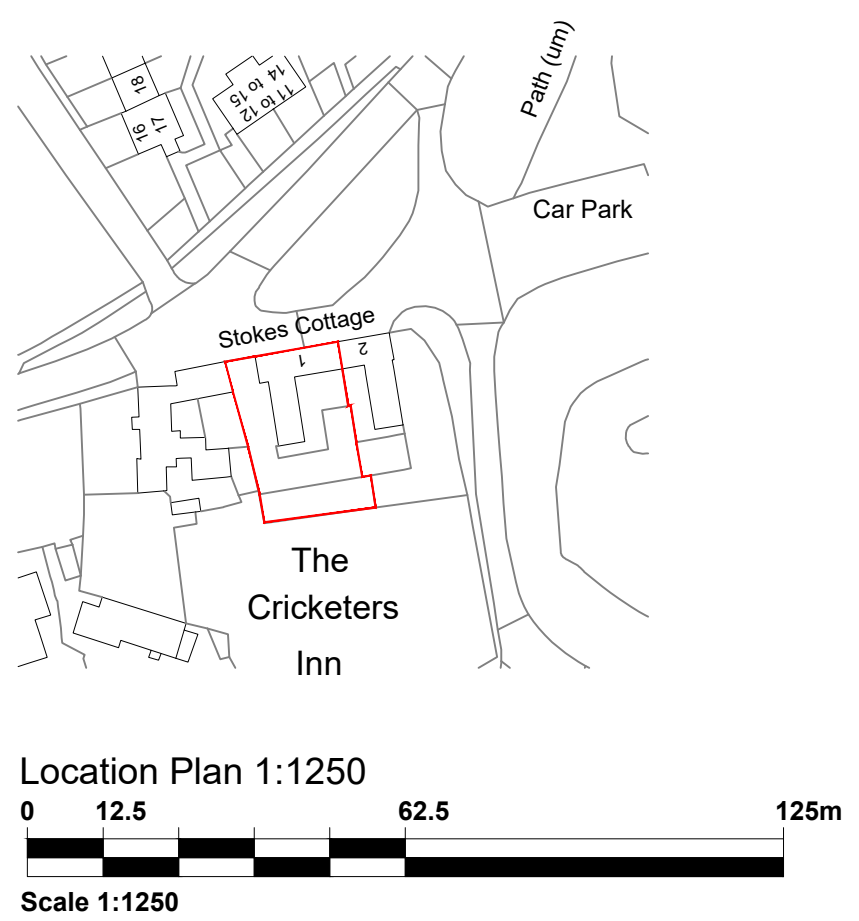 Path (um)
18
17
16
14 to 15
11 to 12
Car Park
Stokes Cottage
1
2
The
Cricketers
Inn
Location Plan 1:1250
0 12.5 62.5 125m
Scale 1:1250